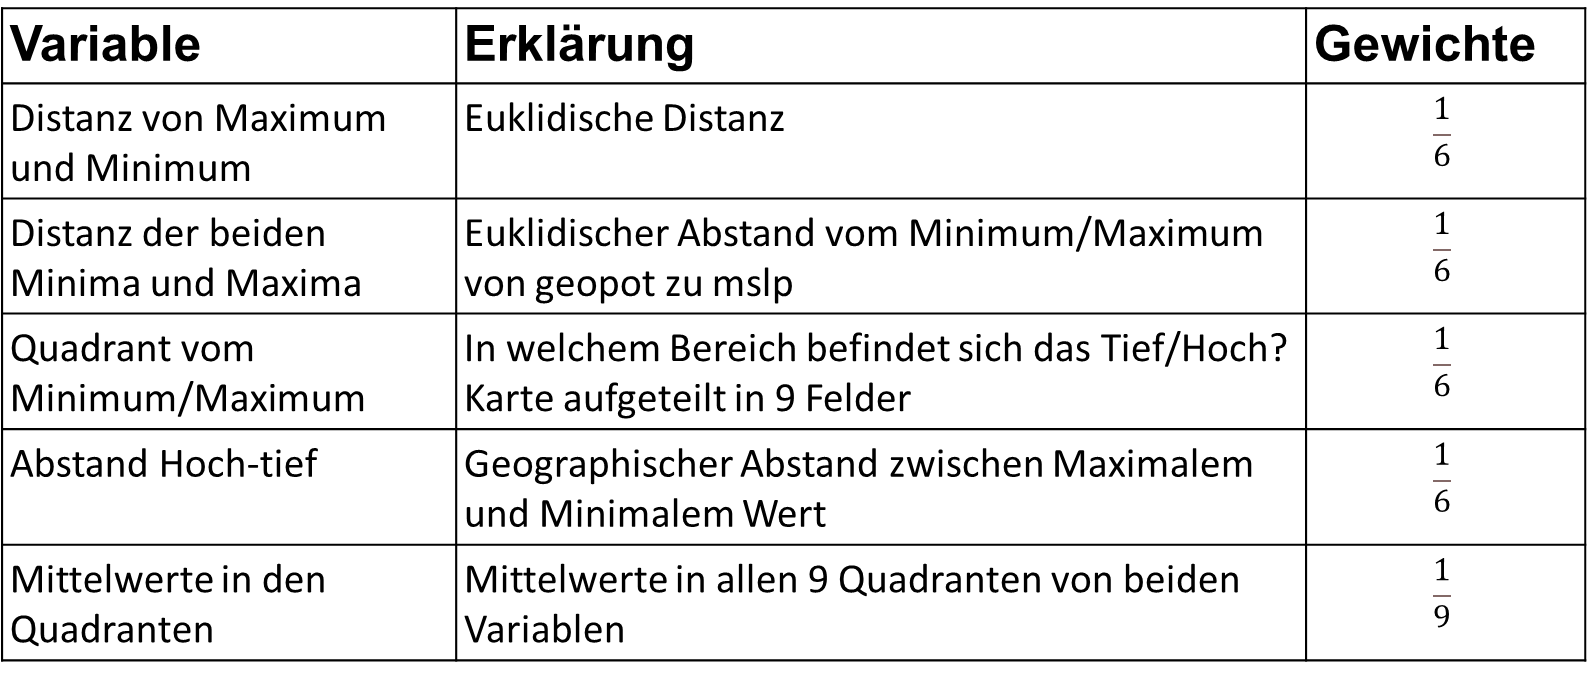 Variable Erklärung Gewichte
Distanz von Maximum Euklidische Distanz 1/6
und Minimum
Distanz der beiden Euklidischer Abstand vom Minimum/Maximum 1/6
Minima und Maxima von geopot zu mslp
Quadrant vom In welchem Bereich befindet sich das Tief/Hoch? 1/6
Minimum/Maximum Karte aufgeteilt in 9 Felder
Abstand Hoch-tief Geographischer Abstand zwischen Maximalem 1/6
und Minimalem Wert
Mittelwerte in den Mittelwerte in allen 9 Quadranten von beiden 1/9
Quadranten Variablen